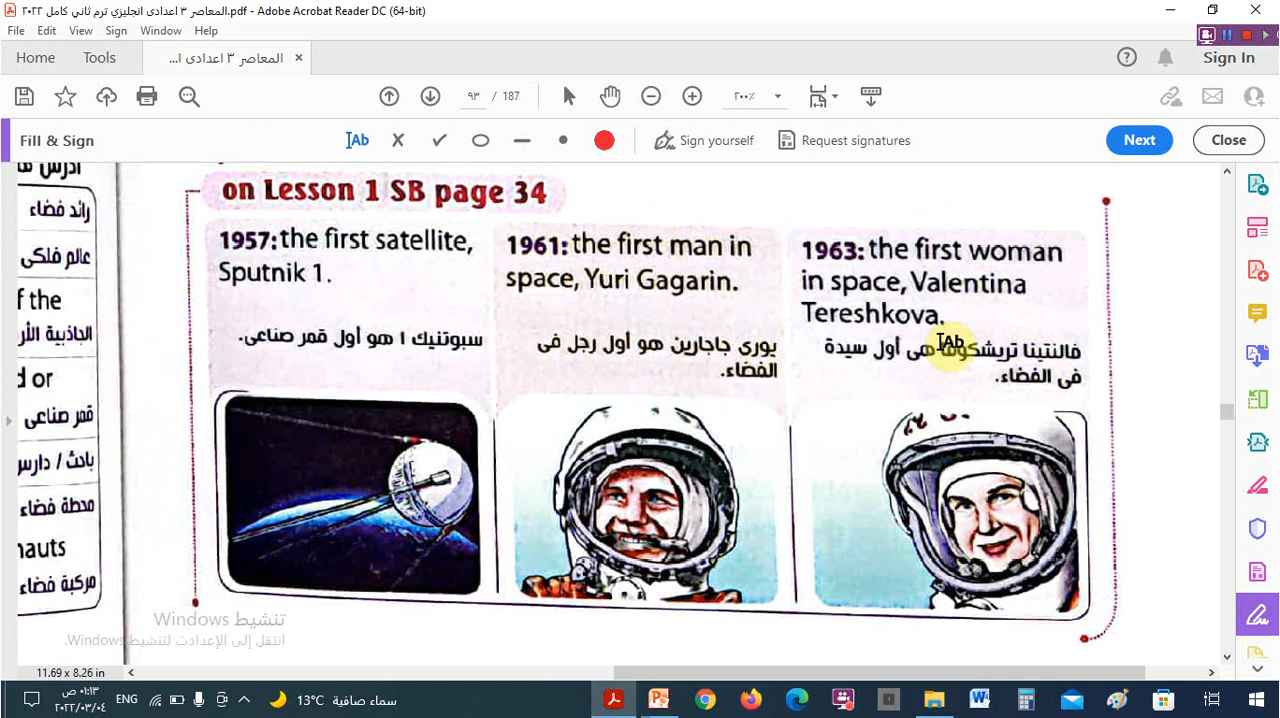 المعاصر ٣ اعدادى انجليزي ترم ثاني كامل ٢٠٢٢.pdf - Adobe Acrobat Reader DC (64-bit)
File Edit View Sign Window Help
Home Tools المعاصر ٣ اعدادى ا... Sign In
٩٣ / 187 ٢٠٠٪
Fill & Sign Ab Sign yourself Request signatures Next Close
on Lesson 1 SB page 34
1957: the first satellite,
Sputnik 1.
سبوتنيك ١ هو أول قمر صناعى.
1961: the first man in
space, Yuri Gagarin.
يورى جاجارين هو أول رجل فى
الفضاء.
1963: the first woman
in space, Valentina
Tereshkova.
فالنتينا تريشكوفا هى أول سيدة
فى الفضاء.
Ab
رائد فضاء
عالم فلكى
f the
d or
قمر صناعى
باحث / دارس
محطة فضاء
nauts
مركبة فضاء
تنشيط Windows
انتقل إلى الإعدادات لتنشيط Windows.
11.69 x 8.26 in
ENG ٠١:١٣ ص
٢٠٢٢/٠٣/٠٤
13°C سماء صافية